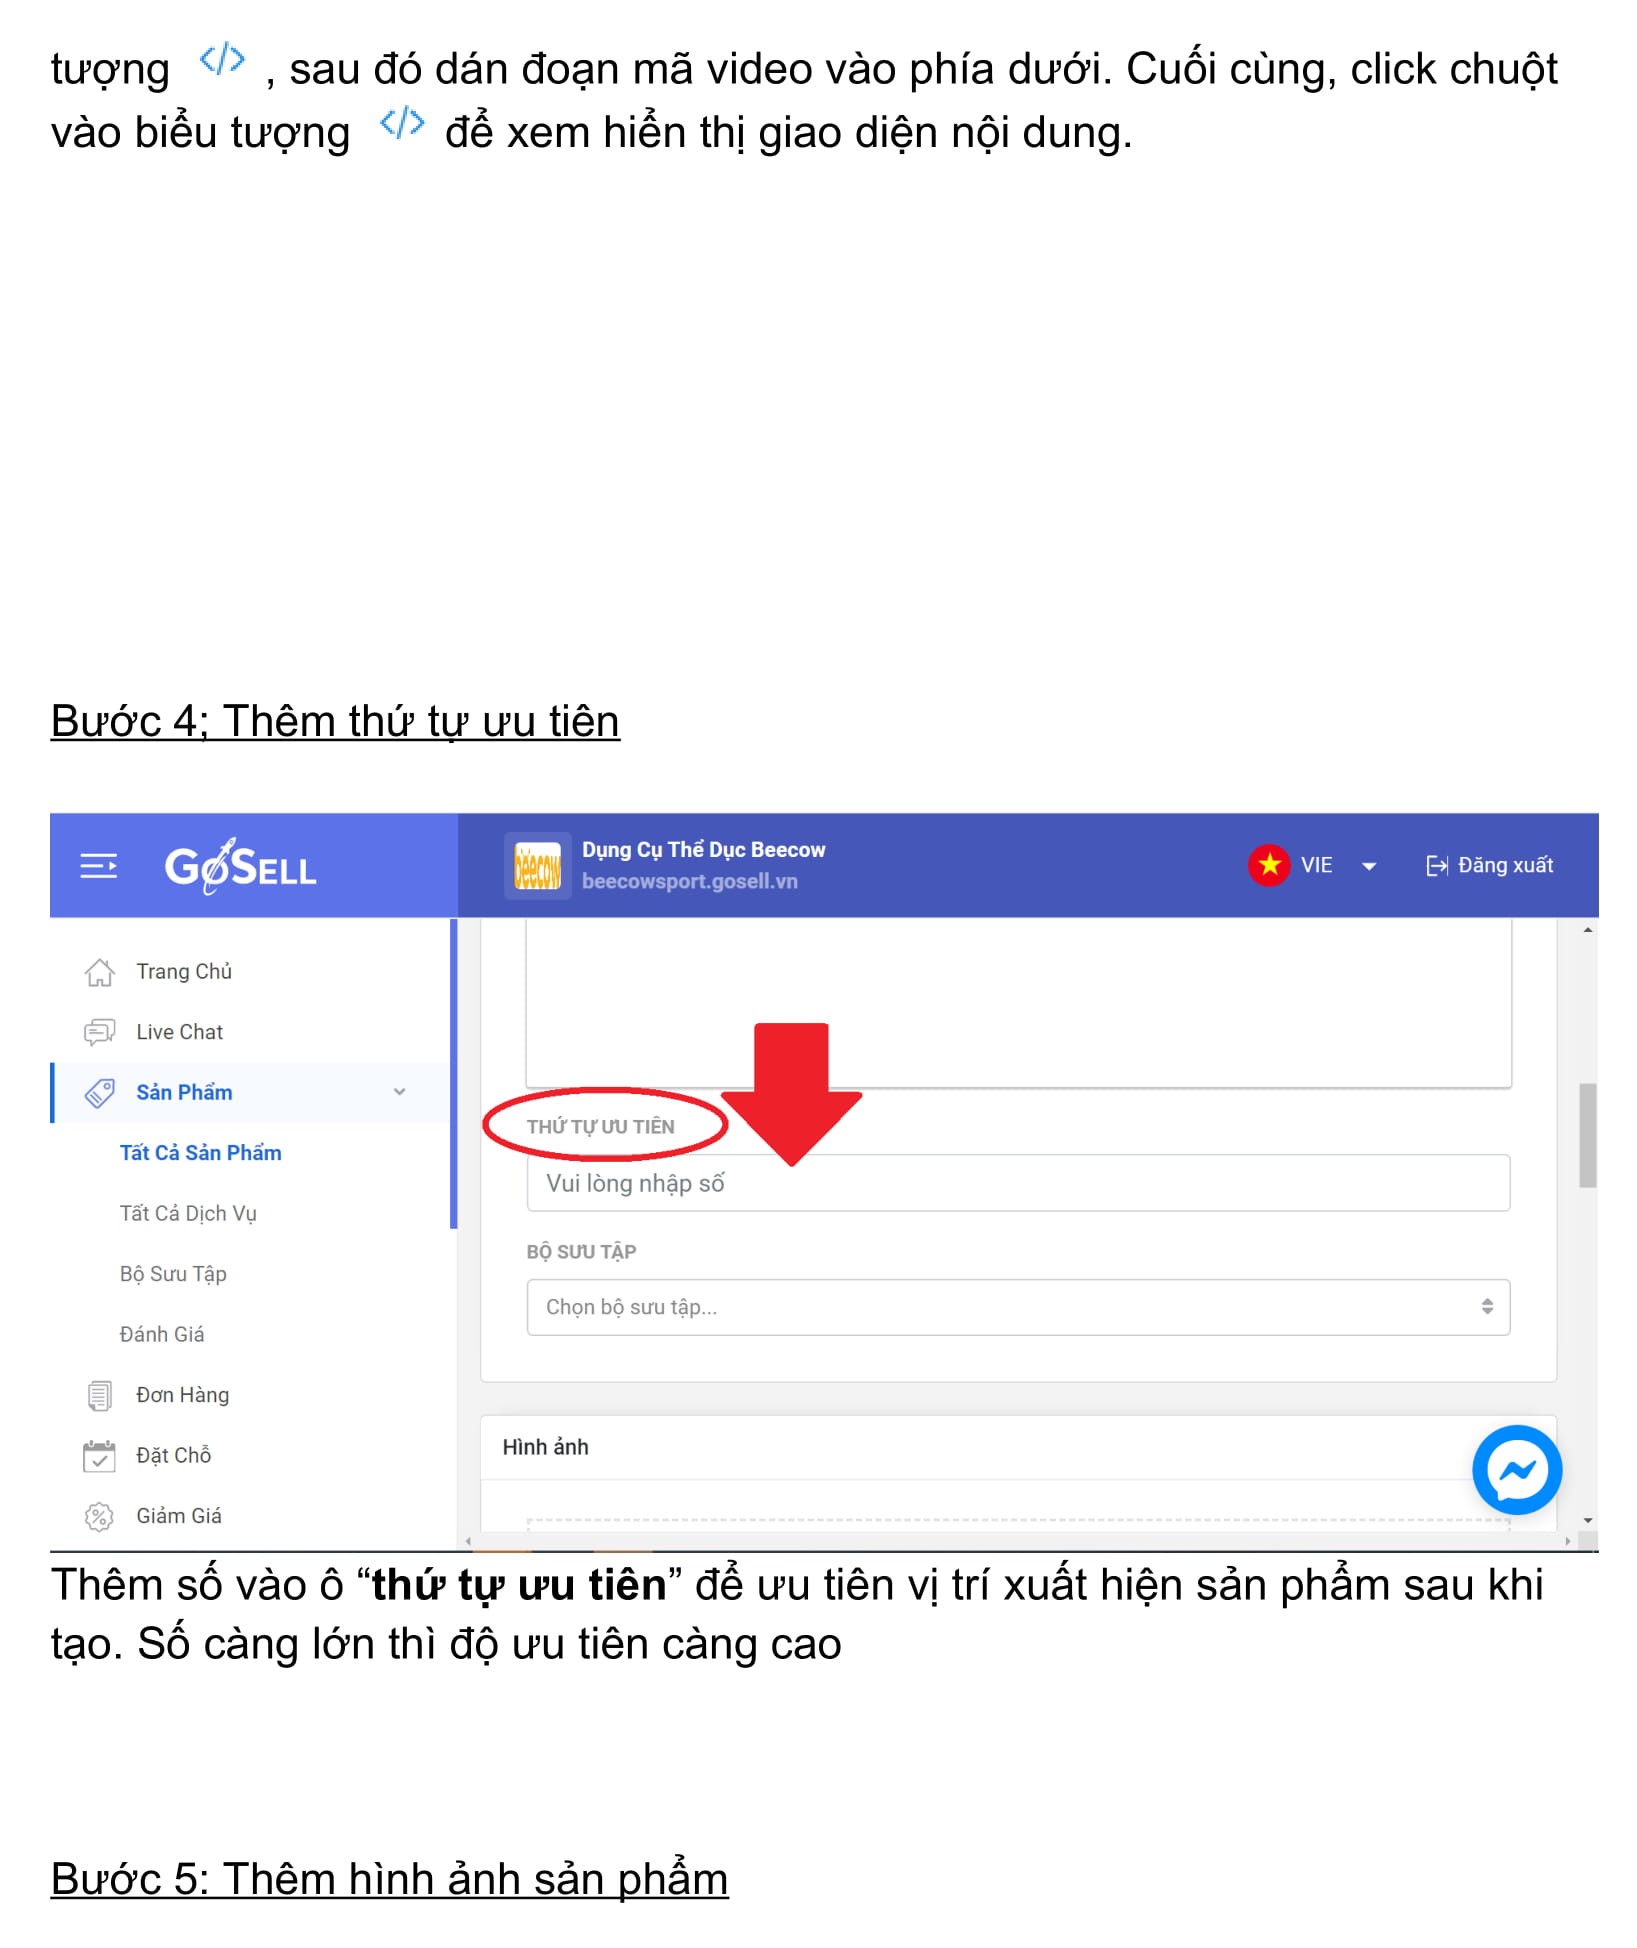 tượng </> , sau đó dán đoạn mã video vào phía dưới. Cuối cùng, click chuột
vào biểu tượng </> để xem hiển thị giao diện nội dung.
Bước 4; Thêm thứ tự ưu tiên
GoSELL
Dụng Cụ Thể Dục Beecow
beecow
beecowsport.gosell.vn
VIE
Đăng xuất
Trang Chủ
Live Chat
Sản Phẩm
Tất Cả Sản Phẩm
Tất Cả Dịch Vụ
Bộ Sưu Tập
Đánh Giá
Đơn Hàng
Đặt Chỗ
Giảm Giá
THỨ TỰ ƯU TIÊN
Vui lòng nhập số
BỘ SƯU TẬP
Chọn bộ sưu tập...
Hình ảnh
Thêm số vào ô “thứ tự ưu tiên” để ưu tiên vị trí xuất hiện sản phẩm sau khi
tạo. Số càng lớn thì độ ưu tiên càng cao
Bước 5: Thêm hình ảnh sản phẩm